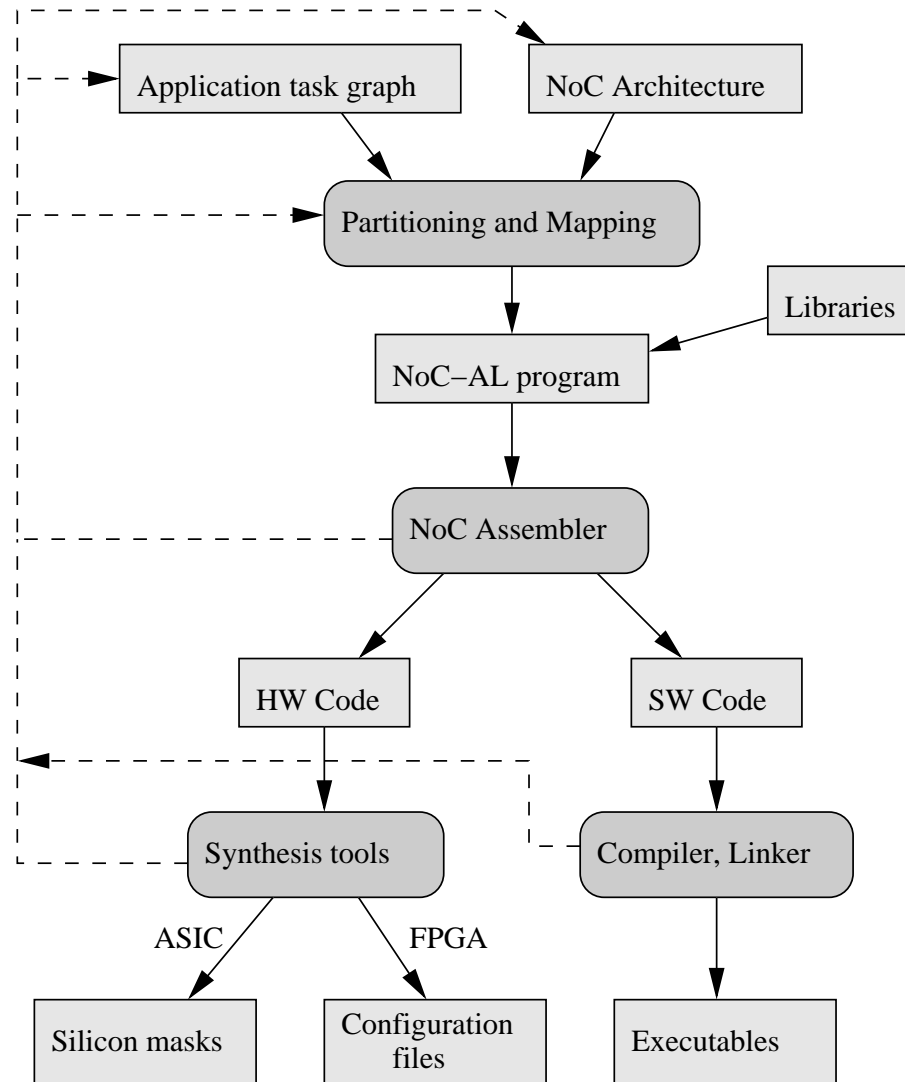 Application task graph
NoC Architecture
Partitioning and Mapping
Libraries
NoC–AL program
NoC Assembler
HW Code
SW Code
Synthesis tools
Compiler, Linker
ASIC
FPGA
Silicon masks
Configuration
files
Executables